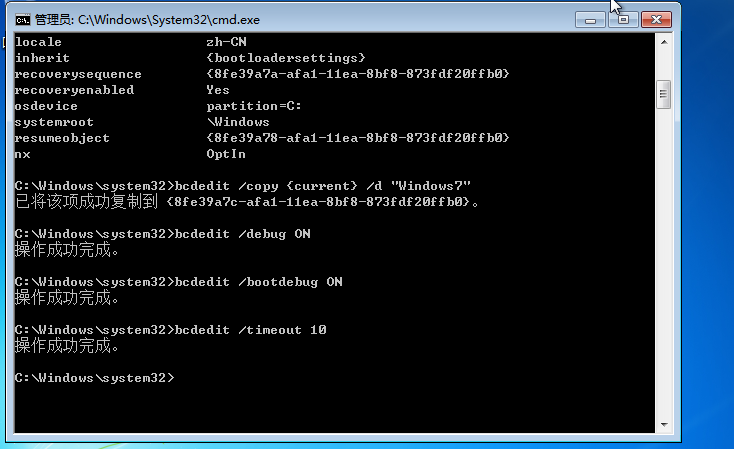 管理员: C:\Windows\System32\cmd.exe
locale zh-CN
inherit {bootloadersettings}
recoverysequence {8fe39a7a-afa1-11ea-8bf8-873fdf20ffb0}
recoveryenabled Yes
osdevice partition=C:
systemroot \Windows
resumeobject {8fe39a78-afa1-11ea-8bf8-873fdf20ffb0}
nx OptIn
C:\Windows\system32>bcdedit /copy {current} /d "Windows7"
已将该项成功复制到 {8fe39a7c-afa1-11ea-8bf8-873fdf20ffb0}。
C:\Windows\system32>bcdedit /debug ON
操作成功完成。
C:\Windows\system32>bcdedit /bootdebug ON
操作成功完成。
C:\Windows\system32>bcdedit /timeout 10
操作成功完成。
C:\Windows\system32>